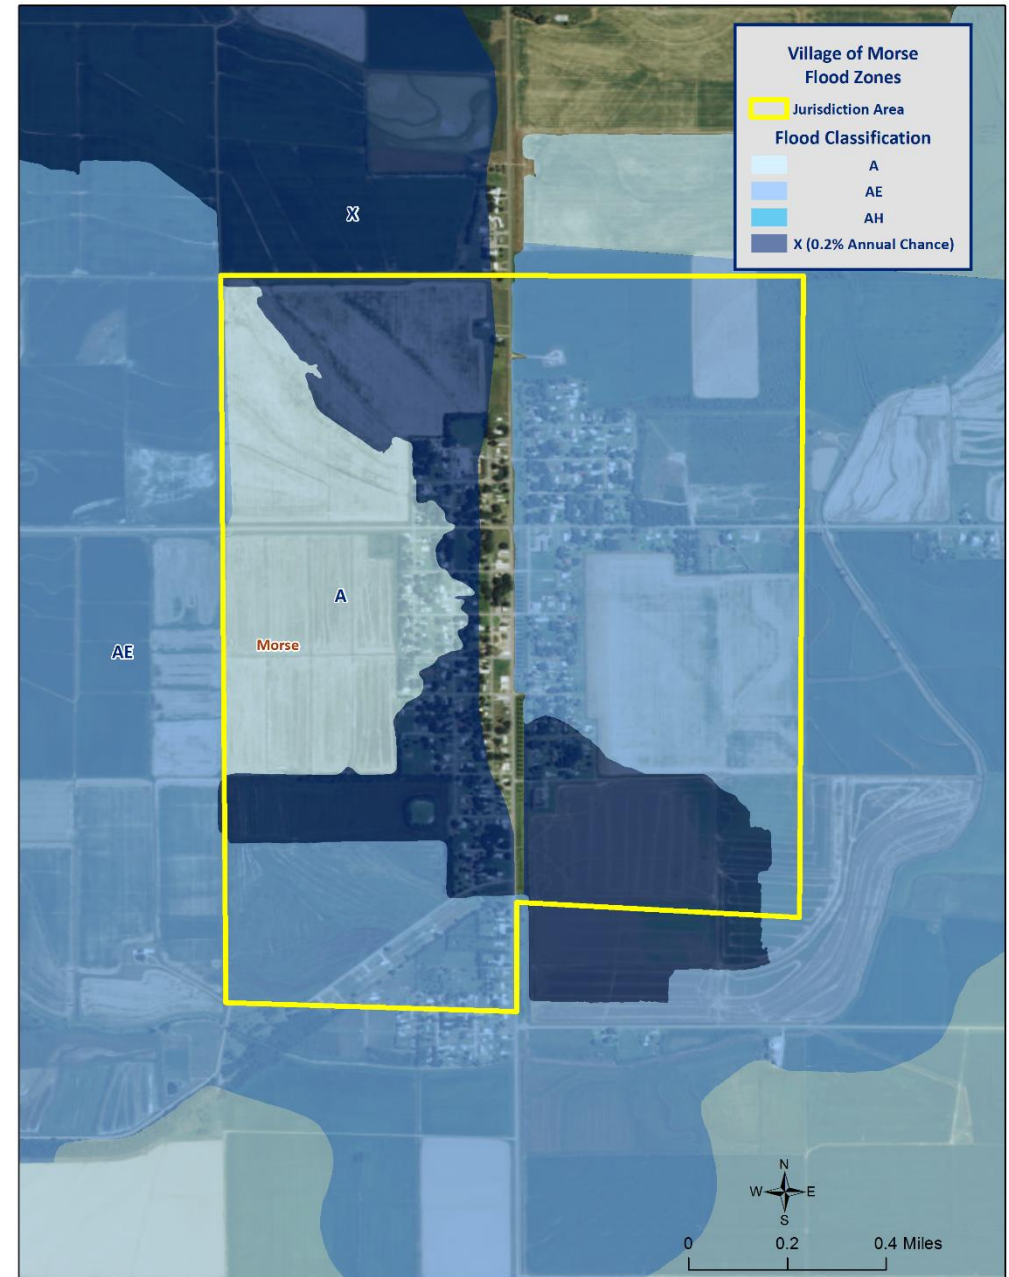 Village of Morse
Flood Zones
Jurisdiction Area
Flood Classification
A
AE
AH
X (0.2% Annual Chance)
X
A
Morse
AE
N
W E
S
0 0.2 0.4 Miles